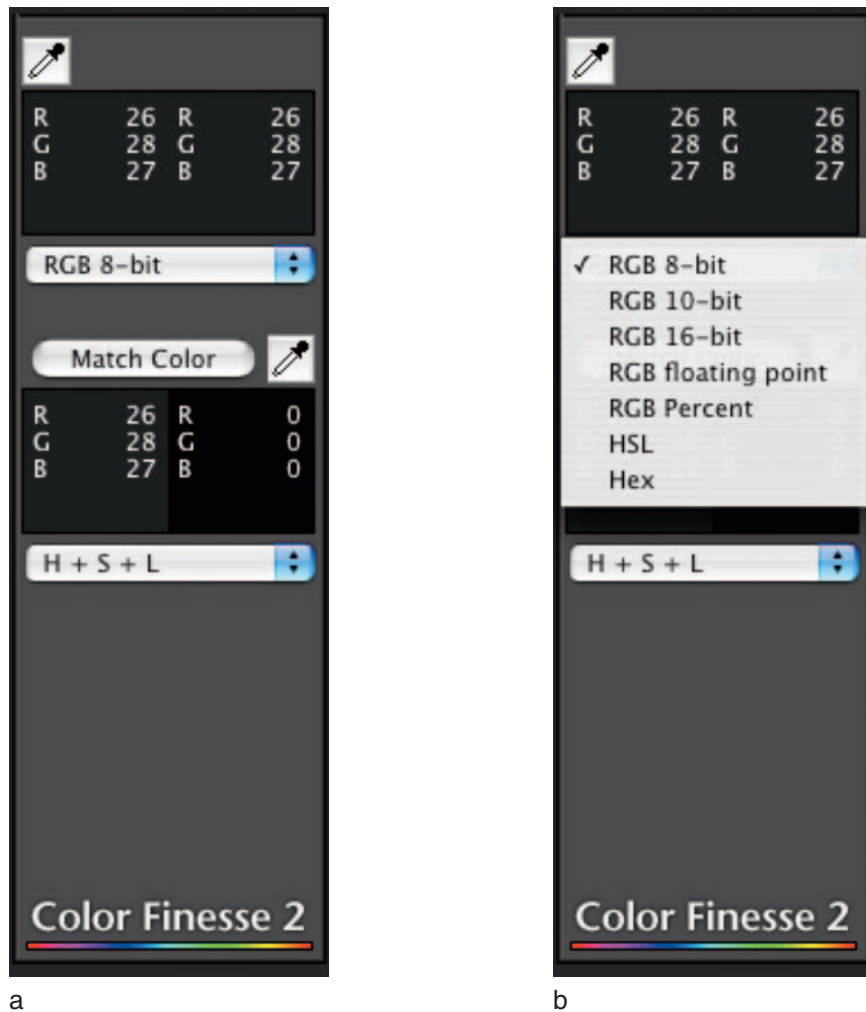 R 26 R 26
G 28 G 28
B 27 B 27
RGB 8-bit
Match Color
R 26 R 0
G 28 G 0
B 27 B 0
H + S + L
Color Finesse 2
a
R 26 R 26
G 28 G 28
B 27 B 27
✓ RGB 8-bit
RGB 10-bit
RGB 16-bit
RGB floating point
RGB Percent
HSL
Hex
H + S + L
Color Finesse 2
b